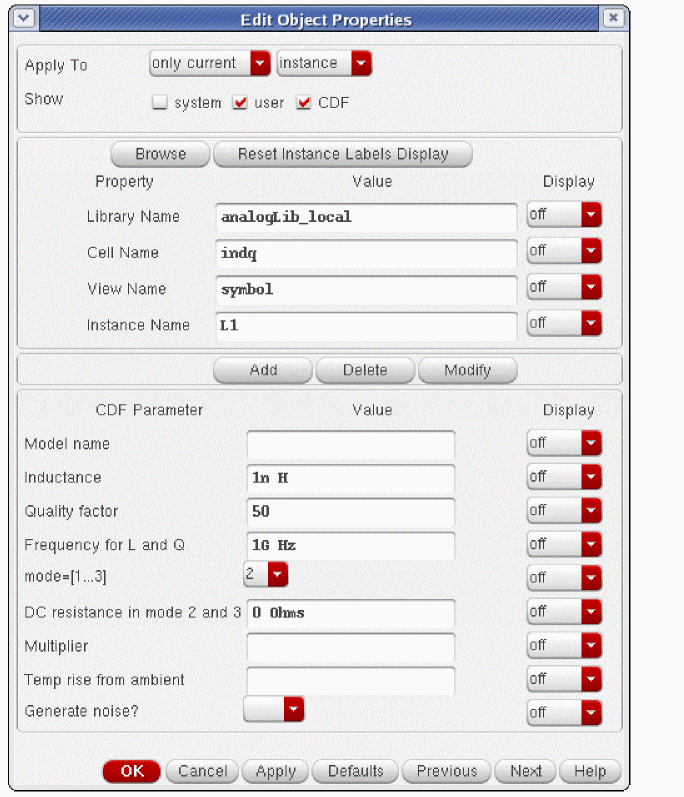 Edit Object Properties
Apply To only current instance
Show system user CDF
Browse Reset Instance Labels Display
Property Value Display
Library Name analogLib_local off
Cell Name indq off
View Name symbol off
Instance Name L1 off
Add Delete Modify
CDF Parameter Value Display
Model name off
Inductance 1n H off
Quality factor 50 off
Frequency for L and Q 1G Hz off
mode=[1...3] 2 off
DC resistance in mode 2 and 3 0 Ohms off
Multiplier off
Temp rise from ambient off
Generate noise? off
OK Cancel Apply Defaults Previous Next Help